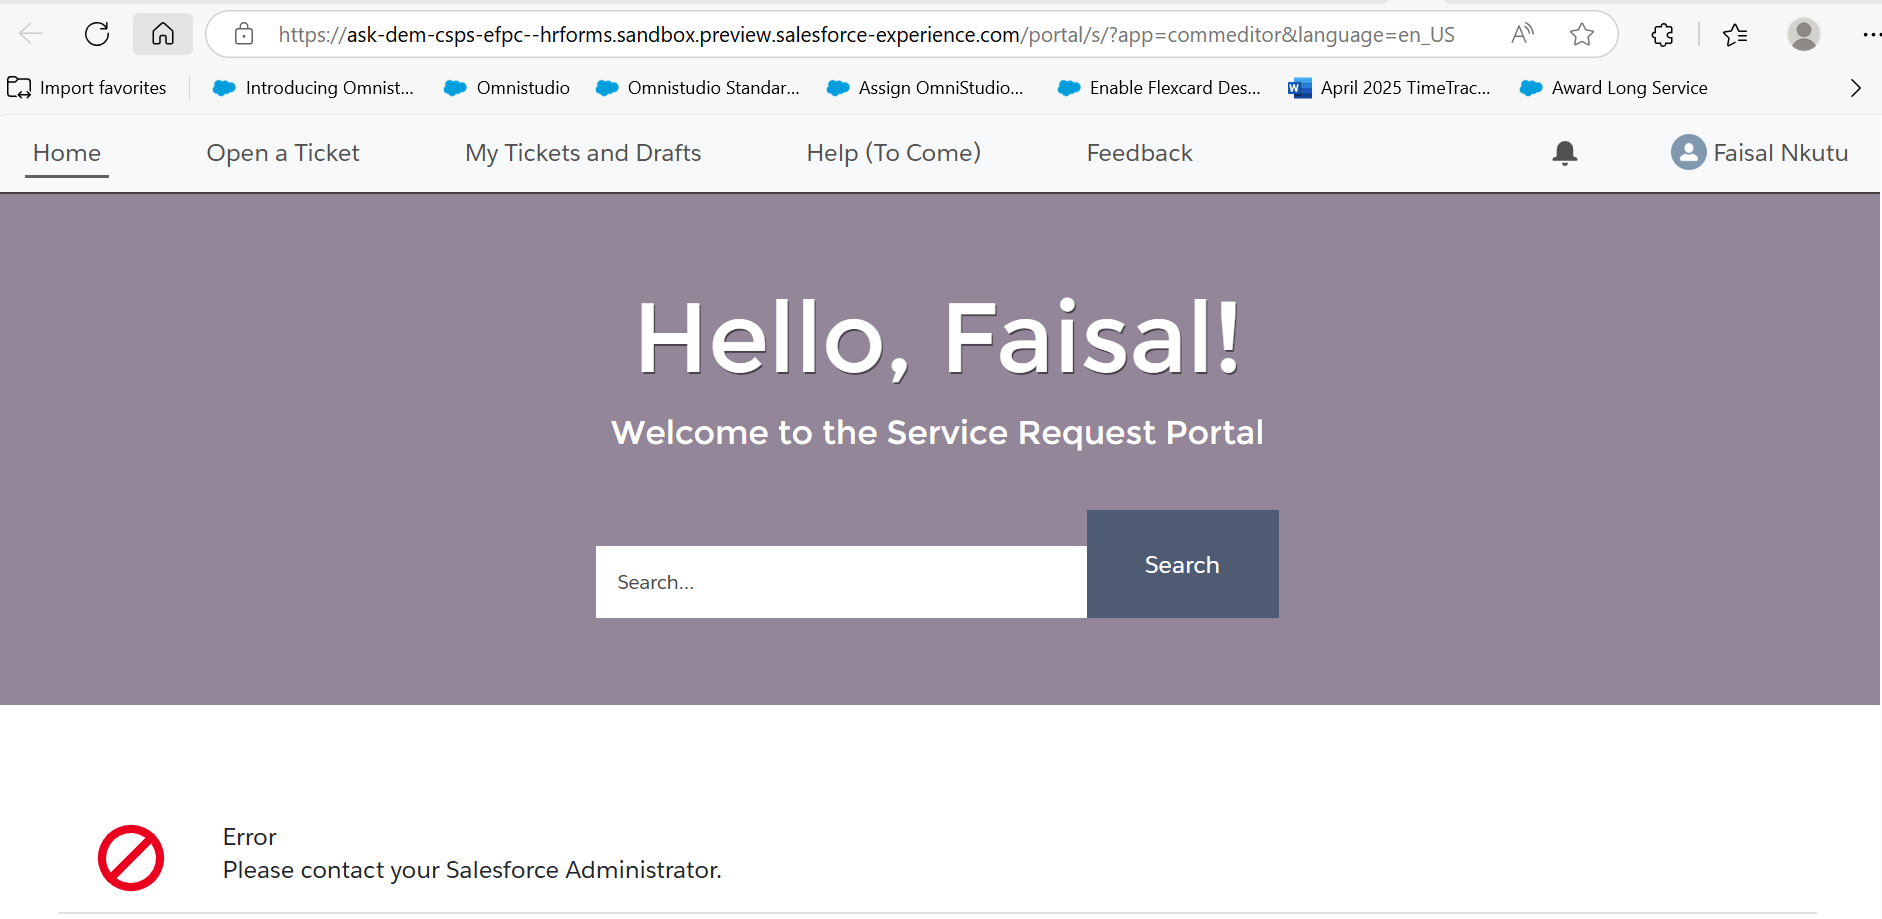 https://ask-dem-csps-efpc--hrforms.sandbox.preview.salesforce-experience.com/portal/s/?app=commeditor&language=en_US
Import favorites
Introducing Omnist...
Omnistudio
Omnistudio Standar...
Assign OmniStudio...
Enable Flexcard Des...
April 2025 TimeTrac...
Award Long Service
Home
Open a Ticket
My Tickets and Drafts
Help (To Come)
Feedback
Faisal Nkutu
Hello, Faisal!
Welcome to the Service Request Portal
Search...
Search
Error
Please contact your Salesforce Administrator.